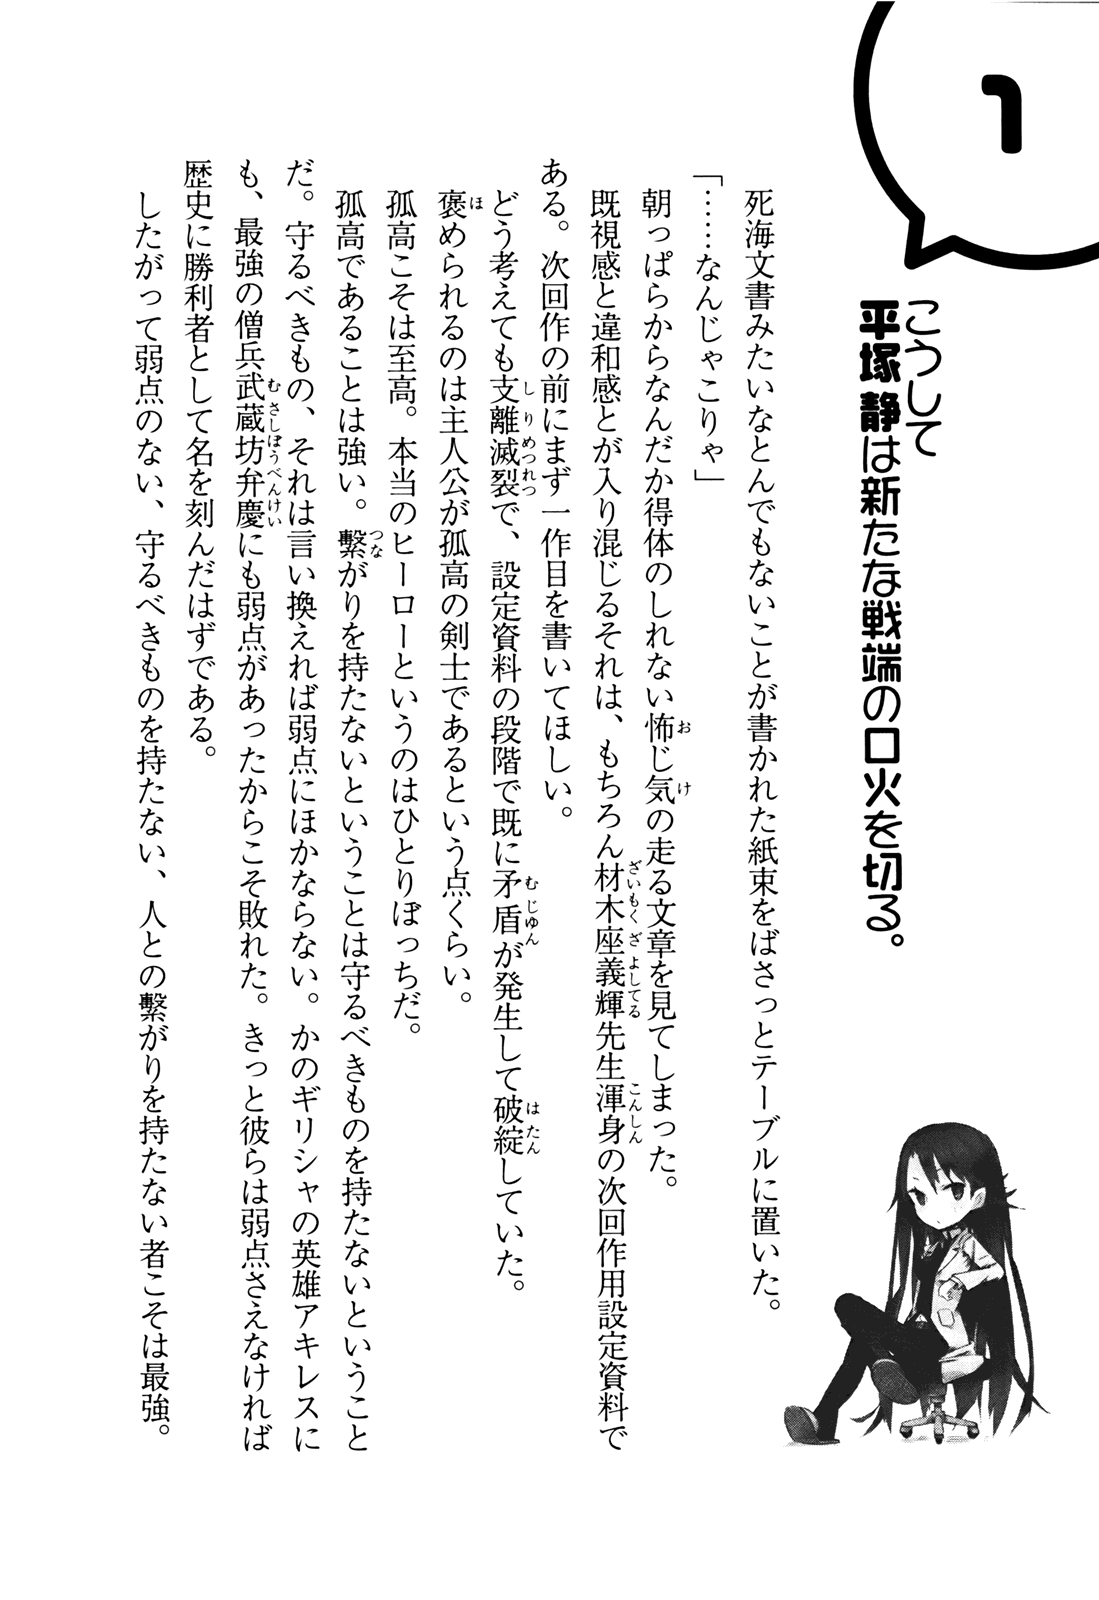 1
こうして
平塚静は新たな戦端の口火を切る。
死海文書みたいなとんでもないことが書かれた紙束をばさっとテーブルに置いた。
「……なんじゃこりゃ」
朝っぱらからなんだか得体のしれない怖じ気の走る文章を見てしまった。
既視感と違和感とが入り混じるそれは、もちろん材木座義輝先生渾身の次回作用設定資料で
ある。次回作の前にまず一作目を書いてほしい。
どう考えても支離滅裂で、設定資料の段階で既に矛盾が発生して破綻していた。
褒められるのは主人公が孤高の剣士であるという点くらい。
孤高こそは至高。本当のヒーローというのはひとりぼっちだ。
孤高であることは強い。繫がりを持たないということは守るべきものを持たないということ
だ。守るべきもの、それは言い換えれば弱点にほかならない。かのギリシャの英雄アキレスに
も、最強の僧兵武蔵坊弁慶にも弱点があったからこそ敗れた。きっと彼らは弱点さえなければ
歴史に勝利者として名を刻んだはずである。
したがって弱点のない、守るべきものを持たない、人との繫がりを持たない者こそは最強。